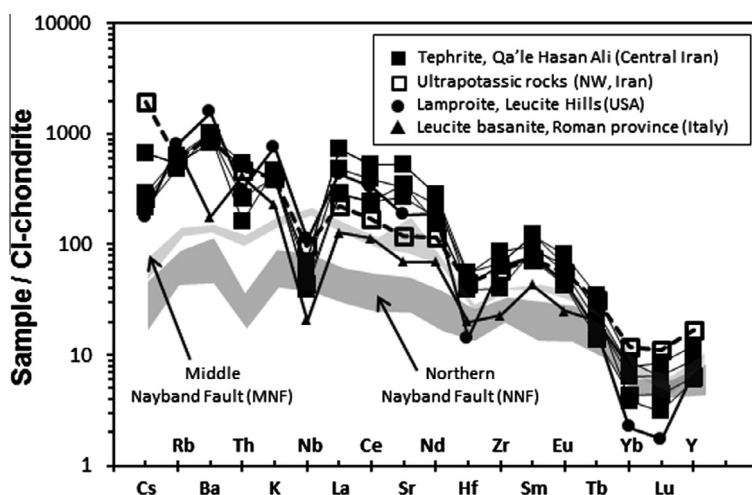 10000
1000
100
10
1
Sample / CI-chondrite
Tephrite, Qa'le Hasan Ali (Central Iran)
Ultrapotassic rocks (NW, Iran)
Lamproite, Leucite Hills (USA)
Leucite basanite, Roman province (Italy)
Middle
Nayband Fault (MNF)
Northern
Nayband Fault (NNF)
Rb Th Nb Ce Nd Zr Eu Yb Y
Cs Ba K La Sr Hf Sm Tb Lu